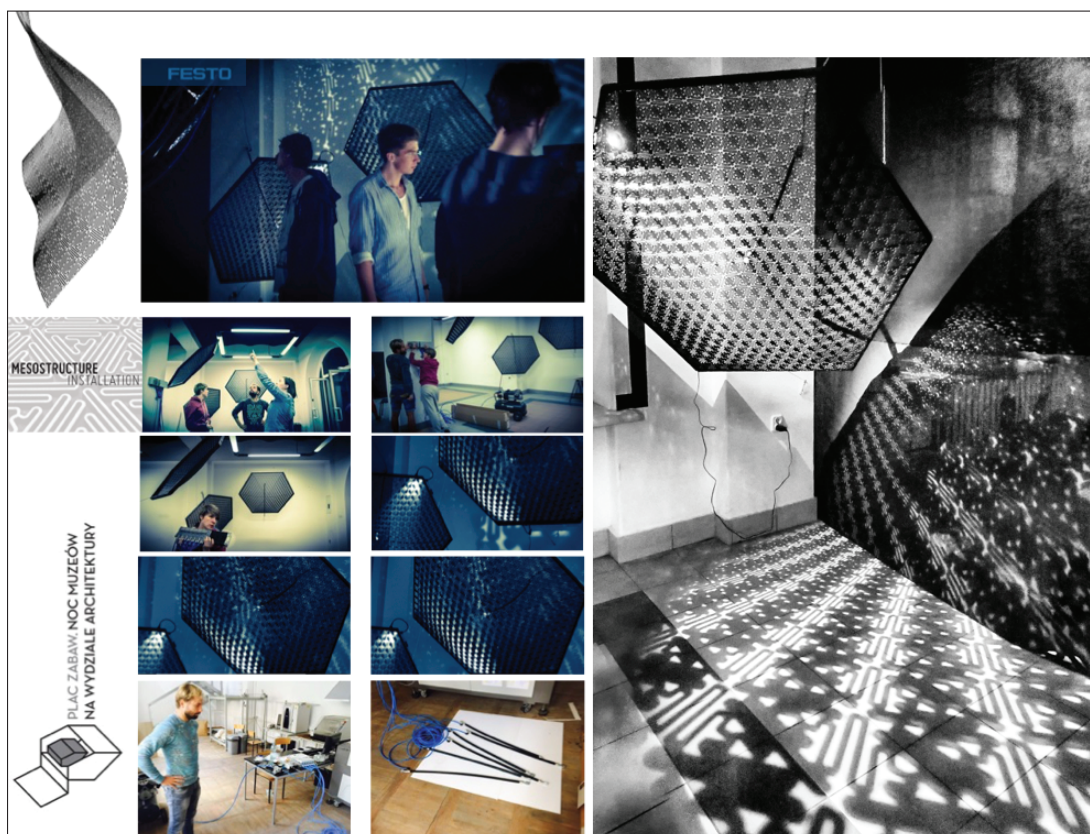 FESTO
MESOSTRUCTURE
INSTALLATION
PLAC ZABAW. NOC MUZEÓW
NA WYDZIALE ARCHITEKTURY